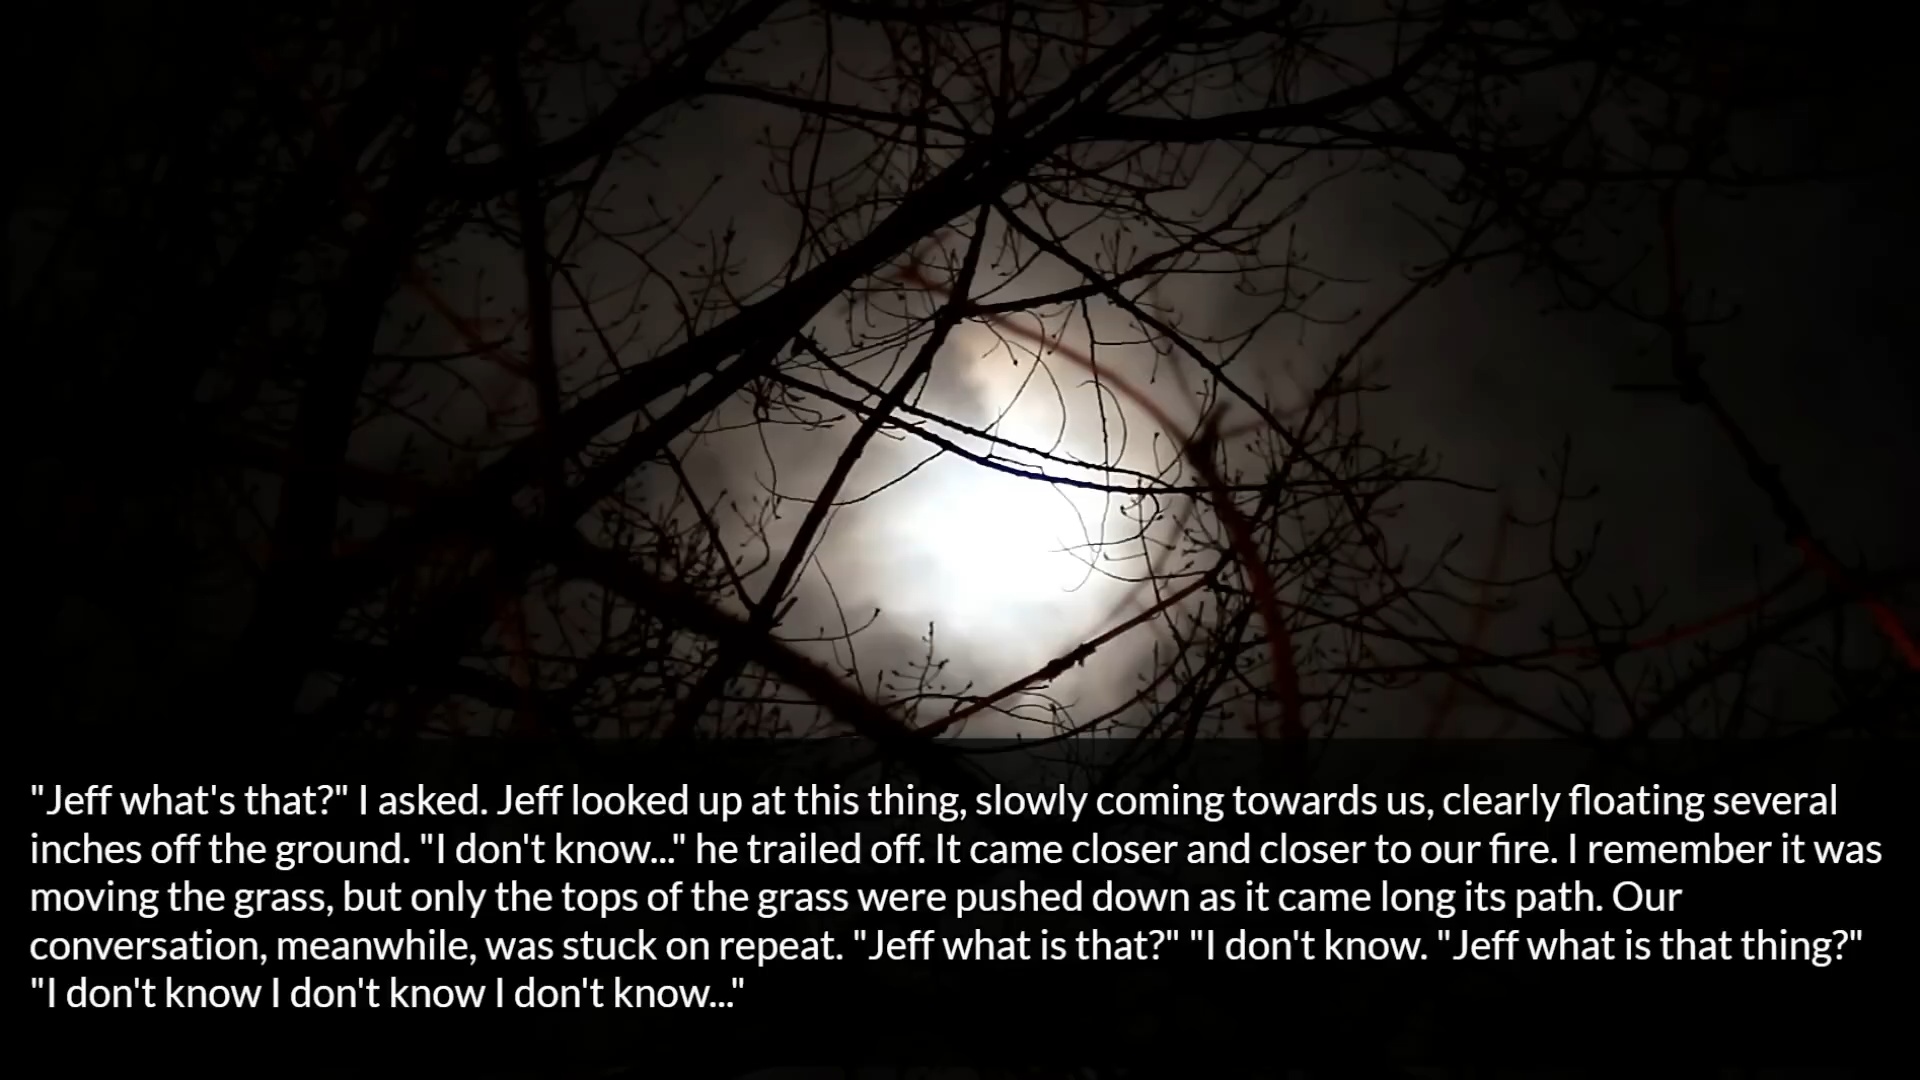 "Jeff what's that?" I asked. Jeff looked up at this thing, slowly coming towards us, clearly floating several
inches off the ground. "I don't know..." he trailed off. It came closer and closer to our fire. I remember it was
moving the grass, but only the tops of the grass were pushed down as it came long its path. Our
conversation, meanwhile, was stuck on repeat. "Jeff what is that?" "I don't know. "Jeff what is that thing?"
"I don't know I don't know I don't know..."